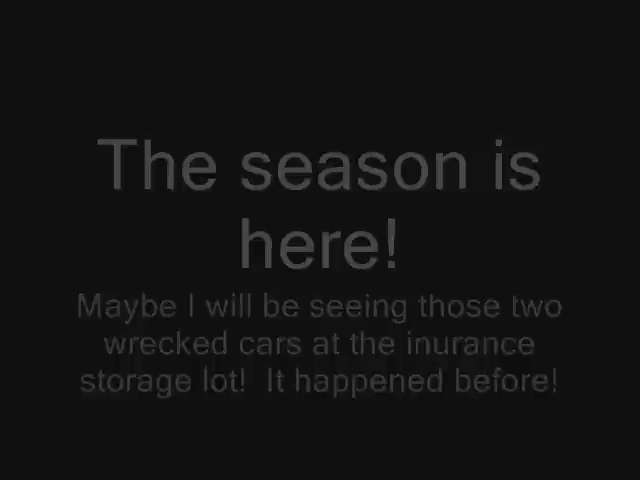 The season is
here!
Maybe I will be seeing those two
wrecked cars at the inurance
storage lot!  It happened before!